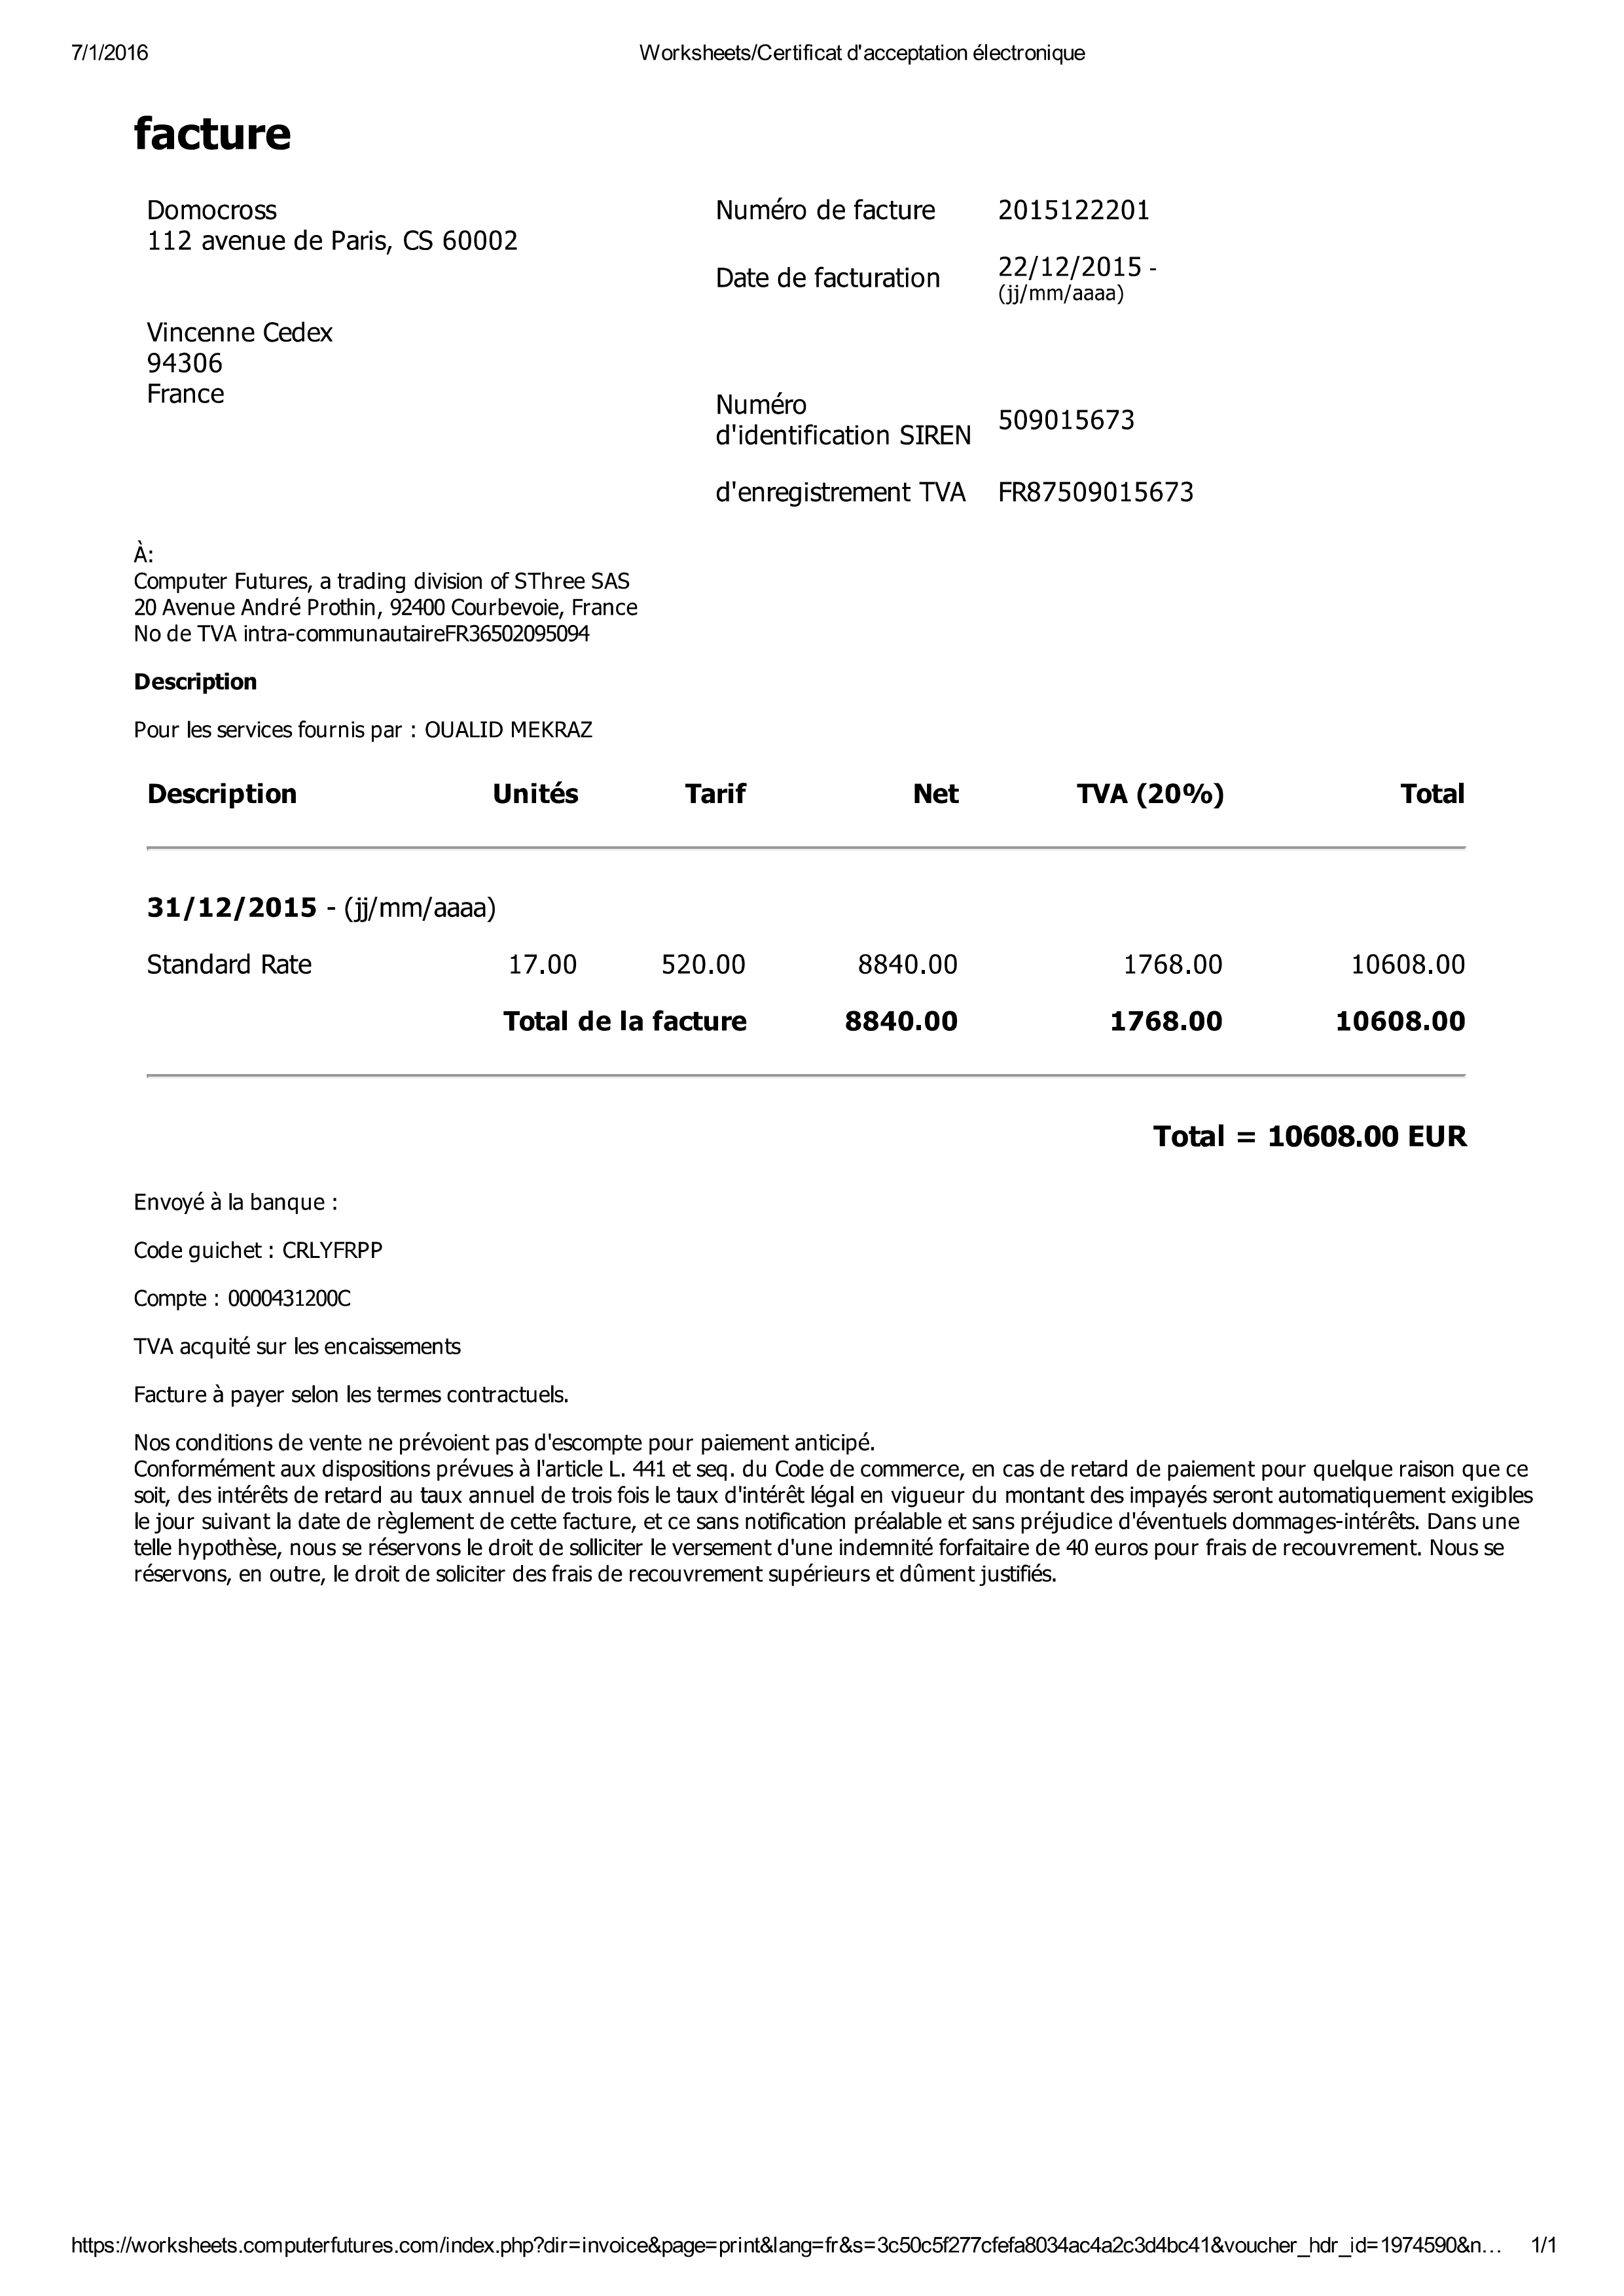 7/1/2016 Worksheets/Certificat d'acceptation électronique
facture
Domocross
112 avenue de Paris, CS 60002
Vincenne Cedex
94306
France
Numéro de facture 2015122201
Date de facturation 22/12/2015 -
(jj/mm/aaaa)
Numéro
d'identification SIREN 509015673
d'enregistrement TVA FR87509015673
À:
Computer Futures, a trading division of SThree SAS
20 Avenue André Prothin, 92400 Courbevoie, France
No de TVA intra-communautaireFR36502095094
Description
Pour les services fournis par : OUALID MEKRAZ
Description Unités Tarif Net TVA (20%) Total
31/12/2015 - (jj/mm/aaaa)
Standard Rate 17.00 520.00 8840.00 1768.00 10608.00
Total de la facture 8840.00 1768.00 10608.00
Total = 10608.00 EUR
Envoyé à la banque :
Code guichet : CRLYFRPP
Compte : 0000431200C
TVA acquité sur les encaissements
Facture à payer selon les termes contractuels.
Nos conditions de vente ne prévoient pas d'escompte pour paiement anticipé.
Conformément aux dispositions prévues à l'article L. 441 et seq. du Code de commerce, en cas de retard de paiement pour quelque raison que ce
soit, des intérêts de retard au taux annuel de trois fois le taux d'intérêt légal en vigueur du montant des impayés seront automatiquement exigibles
le jour suivant la date de règlement de cette facture, et ce sans notification préalable et sans préjudice d'éventuels dommages-intérêts. Dans une
telle hypothèse, nous se réservons le droit de solliciter le versement d'une indemnité forfaitaire de 40 euros pour frais de recouvrement. Nous se
réservons, en outre, le droit de soliciter des frais de recouvrement supérieurs et dûment justifiés.
https://worksheets.computerfutures.com/index.php?dir=invoice&page=print&lang=fr&s=3c50c5f277cfefa8034ac4a2c3d4bc41&voucher_hdr_id=1974590&n… 1/1